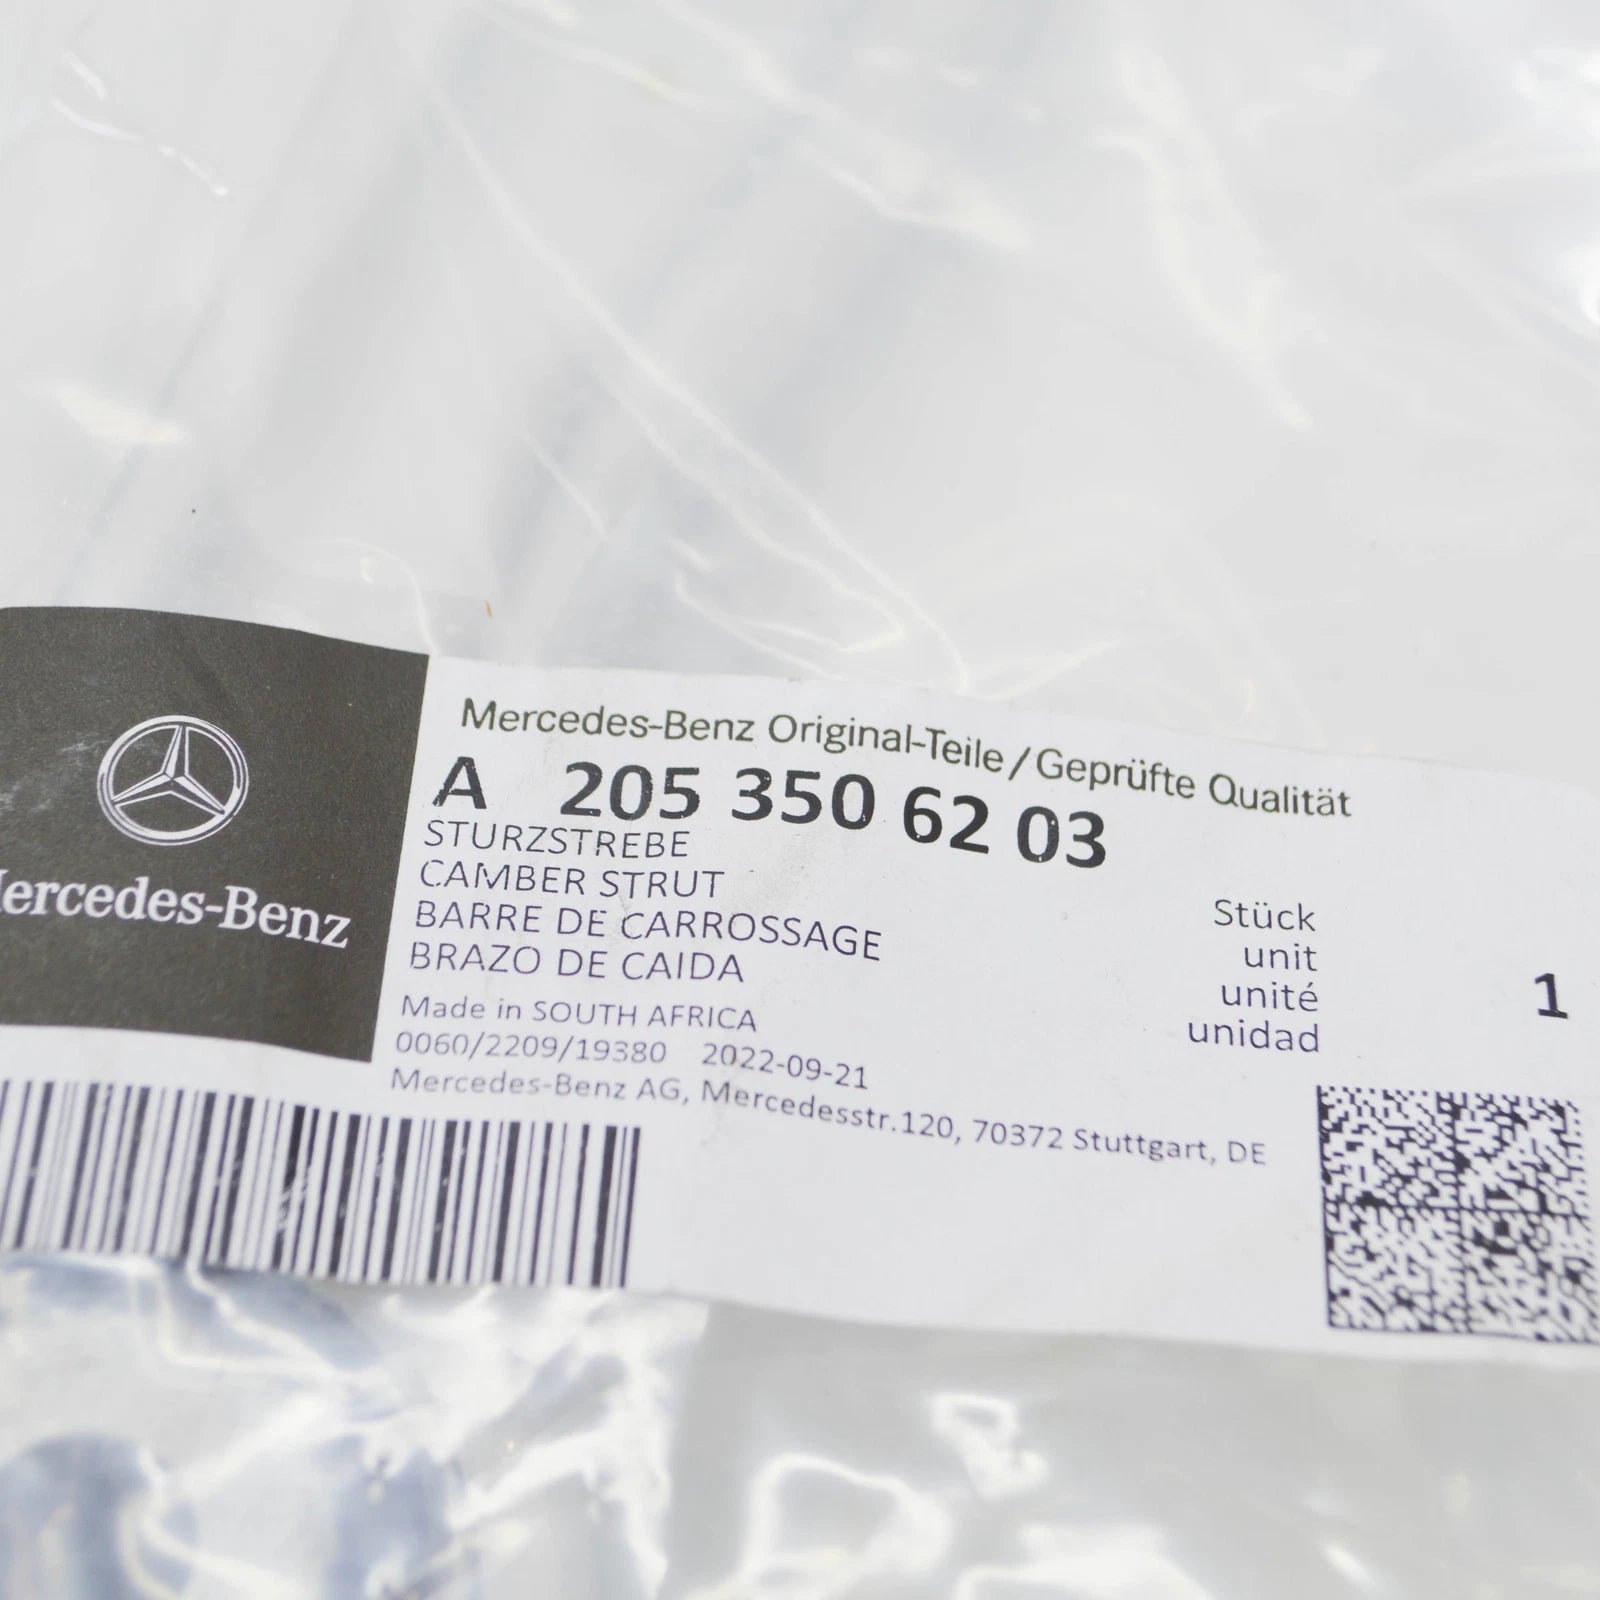 Mercedes-Benz
Mercedes-Benz Original-Teile/Geprüfte Qualität
A 205 350 62 03
STURZSTREBE
CAMBER STRUT
BARRE DE CARROSSAGE
BRAZO DE CAIDA
Stück
unit
unité
unidad
1
Made in SOUTH AFRICA
0060/2209/19380 2022-09-21
Mercedes-Benz AG, Mercedesstr.120, 70372 Stuttgart, DE